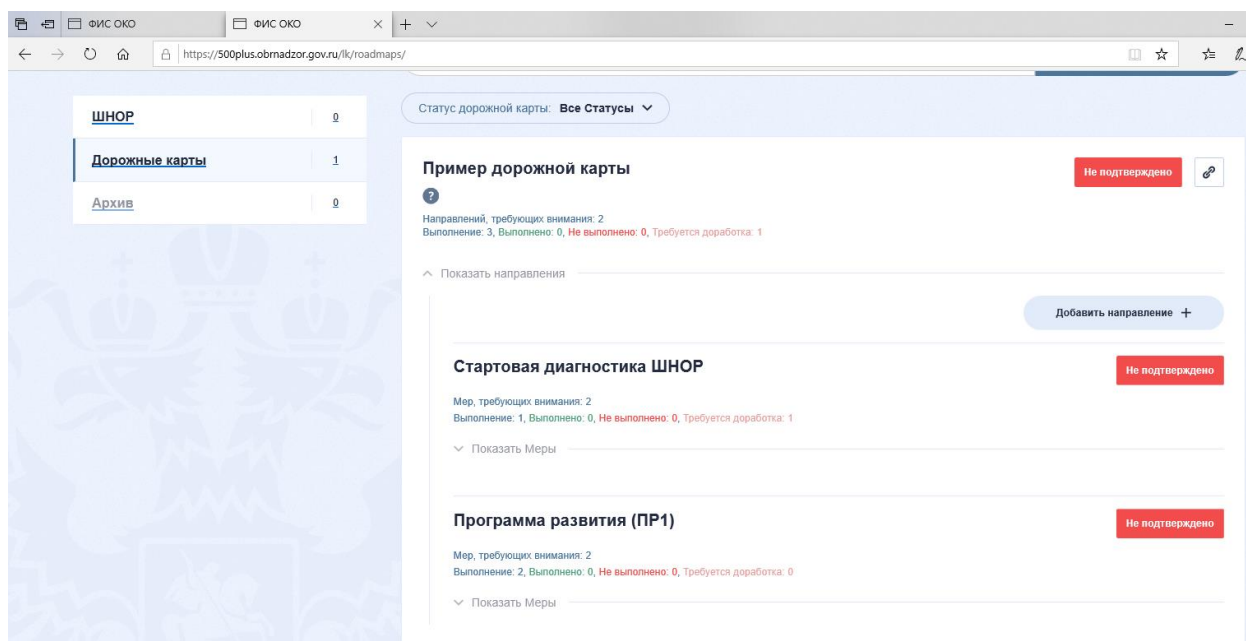 ФИС ОКО
ФИС ОКО
https://500plus.obrnadzor.gov.ru/lk/roadmaps/
ШНОР 0
Дорожные карты 1
Архив 0
Статус дорожной карты: Все Статусы
Пример дорожной карты
Не подтверждено
?
Направлений, требующих внимания: 2
Выполнение: 3, Выполнено: 0, Не выполнено: 0, Требуется доработка: 1
Показать направления
Добавить направление +
Стартовая диагностика ШНОР
Не подтверждено
Мер, требующих внимания: 2
Выполнение: 1, Выполнено: 0, Не выполнено: 0, Требуется доработка: 1
Показать Меры
Программа развития (ПР1)
Не подтверждено
Мер, требующих внимания: 2
Выполнение: 2, Выполнено: 0, Не выполнено: 0, Требуется доработка: 0
Показать Меры